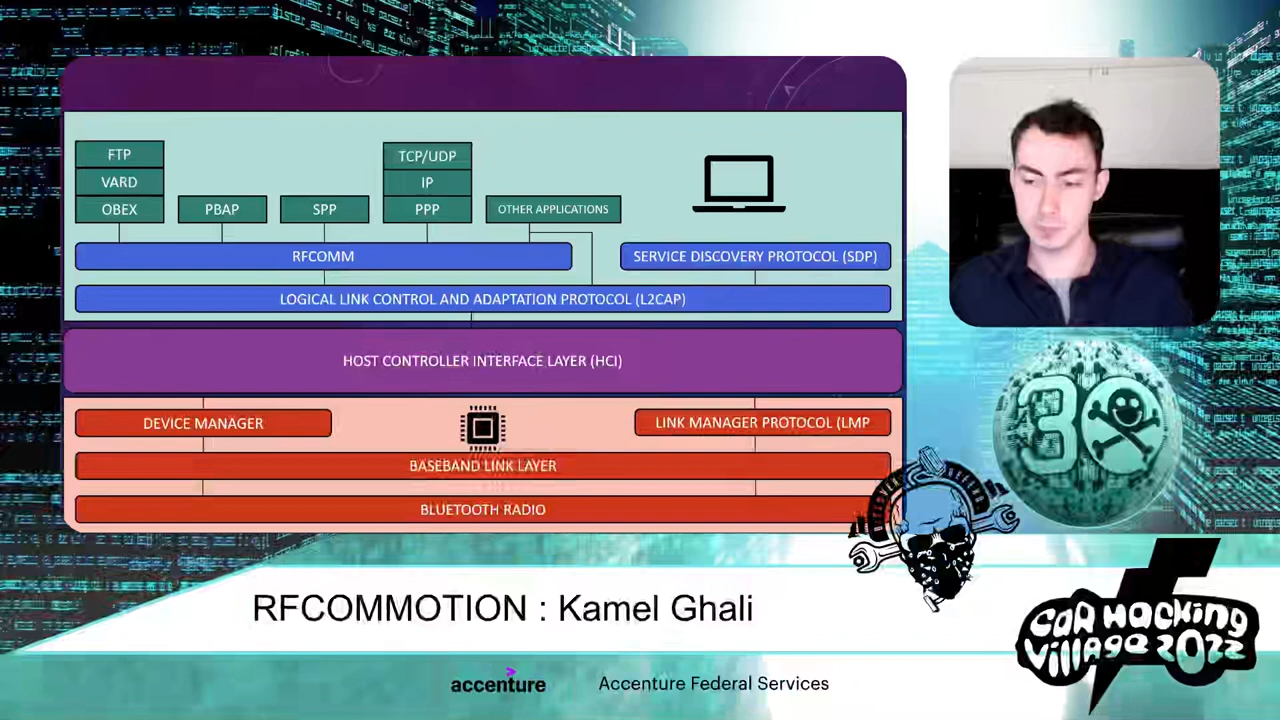 FTP
VARD
OBEX
PBAP
SPP
TCP/UDP
IP
PPP
OTHER APPLICATIONS
RFCOMM
SERVICE DISCOVERY PROTOCOL (SDP)
LOGICAL LINK CONTROL AND ADAPTATION PROTOCOL (L2CAP)
HOST CONTROLLER INTERFACE LAYER (HCI)
DEVICE MANAGER
LINK MANAGER PROTOCOL (LMP
BASEBAND LINK LAYER
BLUETOOTH RADIO
30
RFCOMMOTION : Kamel Ghali
CAR HACKING
VILLAGE 2022
accenture
Accenture Federal Services